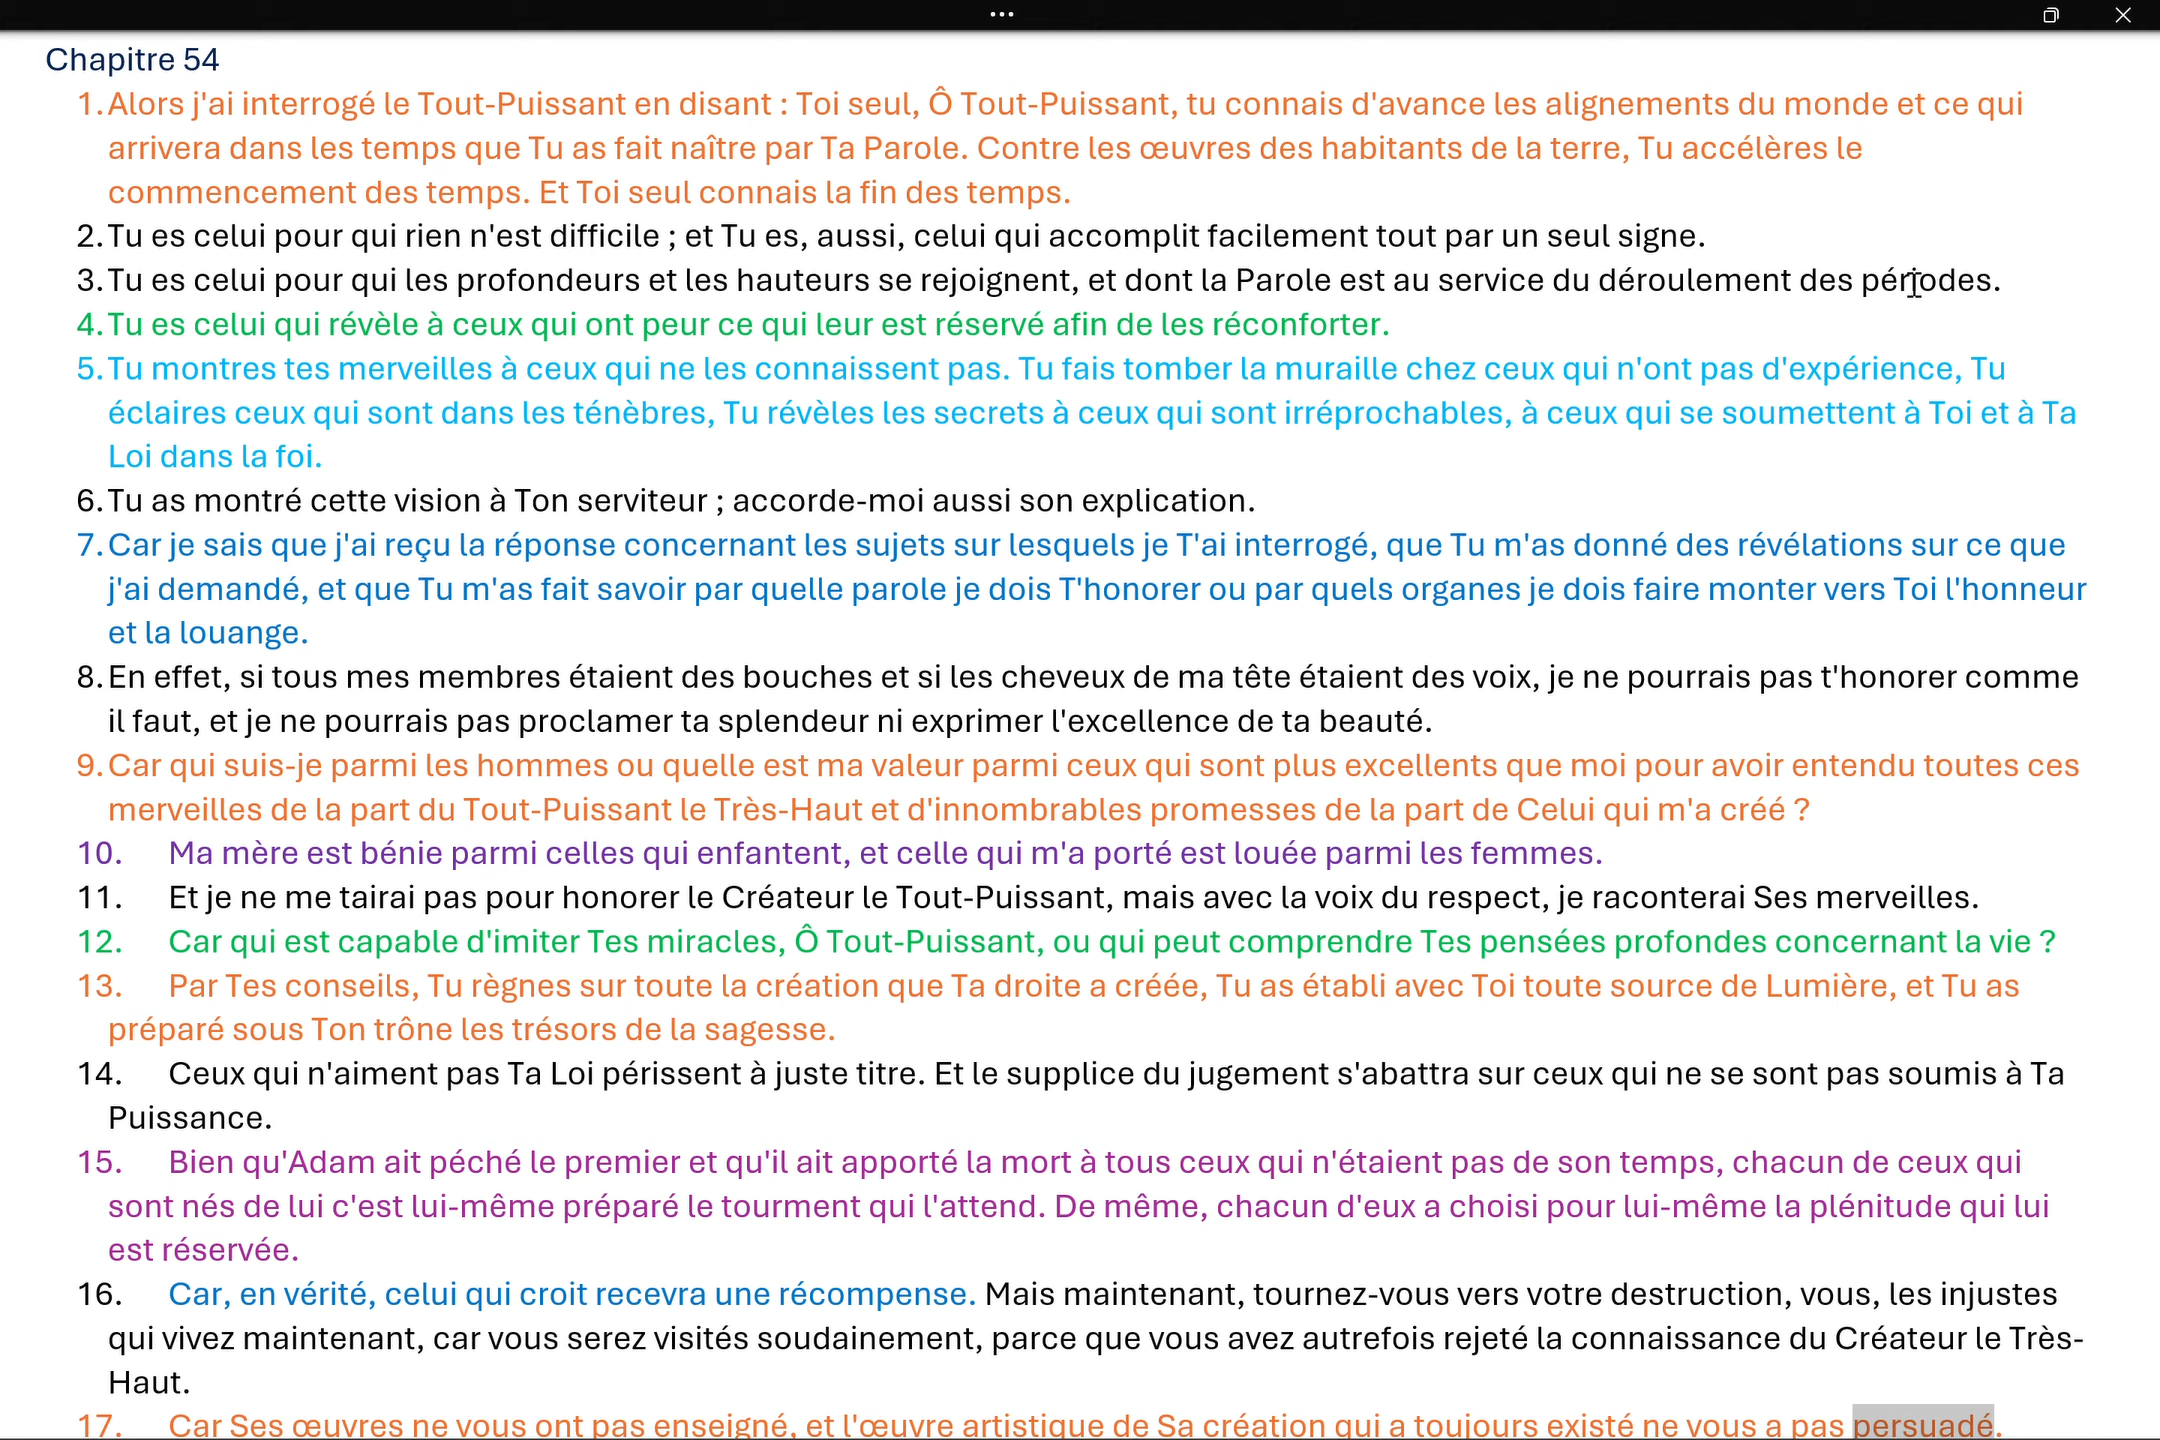 Chapitre 54
1. Alors j'ai interrogé le Tout-Puissant en disant : Toi seul, Ô Tout-Puissant, tu connais d'avance les alignements du monde et ce qui
arrivera dans les temps que Tu as fait naître par Ta Parole. Contre les œuvres des habitants de la terre, Tu accélères le
commencement des temps. Et Toi seul connais la fin des temps.
2. Tu es celui pour qui rien n'est difficile ; et Tu es, aussi, celui qui accomplit facilement tout par un seul signe.
3. Tu es celui pour qui les profondeurs et les hauteurs se rejoignent, et dont la Parole est au service du déroulement des périodes.
4. Tu es celui qui révèle à ceux qui ont peur ce qui leur est réservé afin de les réconforter.
5. Tu montres tes merveilles à ceux qui ne les connaissent pas. Tu fais tomber la muraille chez ceux qui n'ont pas d'expérience, Tu
éclaires ceux qui sont dans les ténèbres, Tu révèles les secrets à ceux qui sont irréprochables, à ceux qui se soumettent à Toi et à Ta
Loi dans la foi.
6. Tu as montré cette vision à Ton serviteur ; accorde-moi aussi son explication.
7. Car je sais que j'ai reçu la réponse concernant les sujets sur lesquels je T'ai interrogé, que Tu m'as donné des révélations sur ce que
j'ai demandé, et que Tu m'as fait savoir par quelle parole je dois T'honorer ou par quels organes je dois faire monter vers Toi l'honneur
et la louange.
8. En effet, si tous mes membres étaient des bouches et si les cheveux de ma tête étaient des voix, je ne pourrais pas t'honorer comme
il faut, et je ne pourrais pas proclamer ta splendeur ni exprimer l'excellence de ta beauté.
9. Car qui suis-je parmi les hommes ou quelle est ma valeur parmi ceux qui sont plus excellents que moi pour avoir entendu toutes ces
merveilles de la part du Tout-Puissant le Très-Haut et d'innombrables promesses de la part de Celui qui m'a créé ?
10. Ma mère est bénie parmi celles qui enfantent, et celle qui m'a porté est louée parmi les femmes.
11. Et je ne me tairai pas pour honorer le Créateur le Tout-Puissant, mais avec la voix du respect, je raconterai Ses merveilles.
12. Car qui est capable d'imiter Tes miracles, Ô Tout-Puissant, ou qui peut comprendre Tes pensées profondes concernant la vie ?
13. Par Tes conseils, Tu règnes sur toute la création que Ta droite a créée, Tu as établi avec Toi toute source de Lumière, et Tu as
préparé sous Ton trône les trésors de la sagesse.
14. Ceux qui n'aiment pas Ta Loi périssent à juste titre. Et le supplice du jugement s'abattra sur ceux qui ne se sont pas soumis à Ta
Puissance.
15. Bien qu'Adam ait péché le premier et qu'il ait apporté la mort à tous ceux qui n'étaient pas de son temps, chacun de ceux qui
sont nés de lui c'est lui-même préparé le tourment qui l'attend. De même, chacun d'eux a choisi pour lui-même la plénitude qui lui
est réservée.
16. Car, en vérité, celui qui croit recevra une récompense. Mais maintenant, tournez-vous vers votre destruction, vous, les injustes
qui vivez maintenant, car vous serez visités soudainement, parce que vous avez autrefois rejeté la connaissance du Créateur le Très-
Haut.
17. Car Ses œuvres ne vous ont pas enseigné, et l'œuvre artistique de Sa création qui a toujours existé ne vous a pas persuadé.